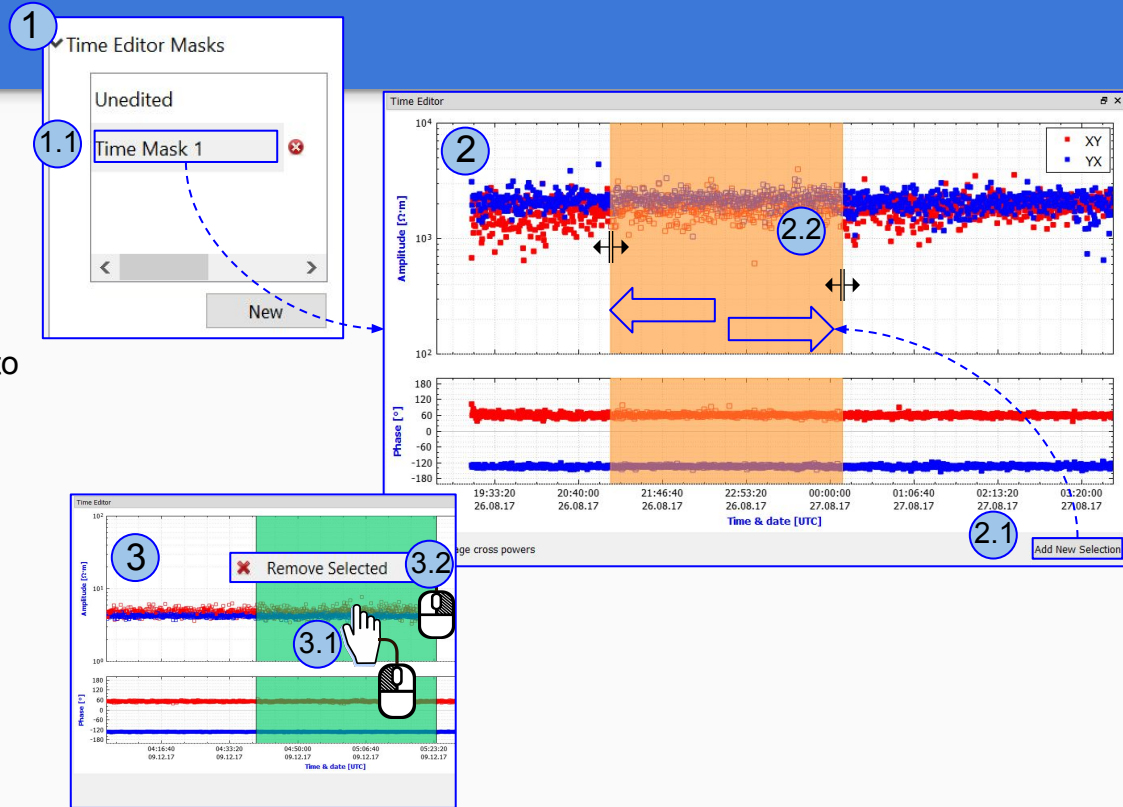 1
Time Editor Masks
Unedited
1.1
Time Mask 1
New
to
Time Editor
10⁴
2
XY
YX
Amplitude [Ω·m]
2.2
10³
10²
180
120
60
0
-60
-120
-180
Phase [°]
19:33:20 20:40:00 21:46:40 22:53:20 00:00:00 01:06:40 02:13:20 03:20:00
26.08.17 26.08.17 26.08.17 26.08.17 27.08.17 27.08.17 27.08.17 27.08.17
Time & date [UTC]
2.1
age cross powers
Add New Selection
Time Editor
10²
3
Remove Selected
3.2
Amplitude [Ω·m]
10¹
3.1
10⁰
180
120
60
0
-60
-120
-180
Phase [°]
04:16:40 04:33:20 04:50:00 05:06:40 05:23:20
09.12.17 09.12.17 09.12.17 09.12.17 09.12.17
Time & date [UTC]